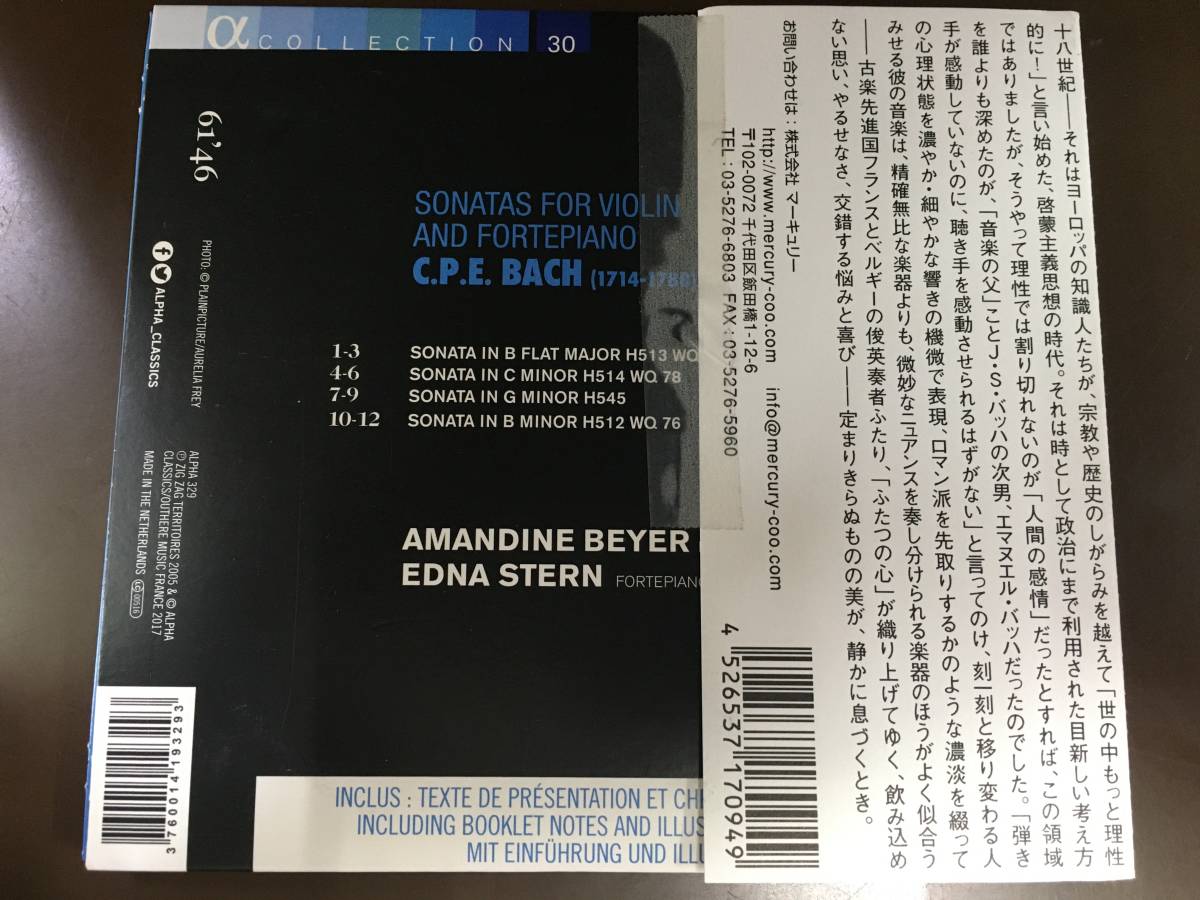 α COLLECTION 30
61'46
SONATAS FOR VIOLIN
AND FORTEPIANO
C.P.E. BACH (1714-1788)
1-3 SONATA IN B FLAT MAJOR H513 WQ
4-6 SONATA IN C MINOR H514 WQ 78
7-9 SONATA IN G MINOR H545
10-12 SONATA IN B MINOR H512 WQ 76
AMANDINE BEYER
EDNA STERN FORTEPIANO
PHOTO: © PLAINPICTURE/AURELIA FREY
ALPHA_CLASSICS
ALPHA 329
℗ ZIG ZAG TERRITOIRES 2005 & © ALPHA
CLASSICS/OUTHERE MUSIC FRANCE 2017
MADE IN THE NETHERLANDS LC 00516
3 760014 193293
INCLUS : TEXTE DE PRÉSENTATION ET
INCLUDING BOOKLET NOTES AND
MIT EINFÜHRUNG UND
十八世紀――それはヨーロッパの知識人たちが、宗教や歴史のしがらみを越えて「世の中もっと理性
的に!」と言い始めた、啓蒙主義思想の時代。それは時として政治にまで利用された目新しい考え方
ではありましたが、そうやって理性では割り切れないのが「人間の感情」だったとすれば、この領域
を誰よりも深めたのが、「音楽の父」ことJ・S・バッハの次男、エマヌエル・バッハだったのでした。「弾き
手が感動していないのに、聴き手を感動させられるはずがない」と言ってのけ、刻一刻と移り変わる人
の心理状態を濃やか・細やかな響きの機微で表現、ロマン派を先取りするかのような濃淡を綴って
みせる彼の音楽は、精確無比な楽器よりも、微妙なニュアンスを奏し分けられる楽器のほうがよく似合う
――古楽先進国フランスとベルギーの俊英奏者ふたり、「ふたつの心」が織り上げてゆく、飲み込め
ない思い、やるせなさ、交錯する悩みと喜び――定まりきらぬものの美が、静かに息づくとき。
お問い合わせは:株式会社 マーキュリー
http://www.mercury-coo.com info@mercury-coo.com
〒102-0072 千代田区飯田橋1-12-6
TEL:03-5276-6803 FAX:03-5276-5960
4 526537 170949